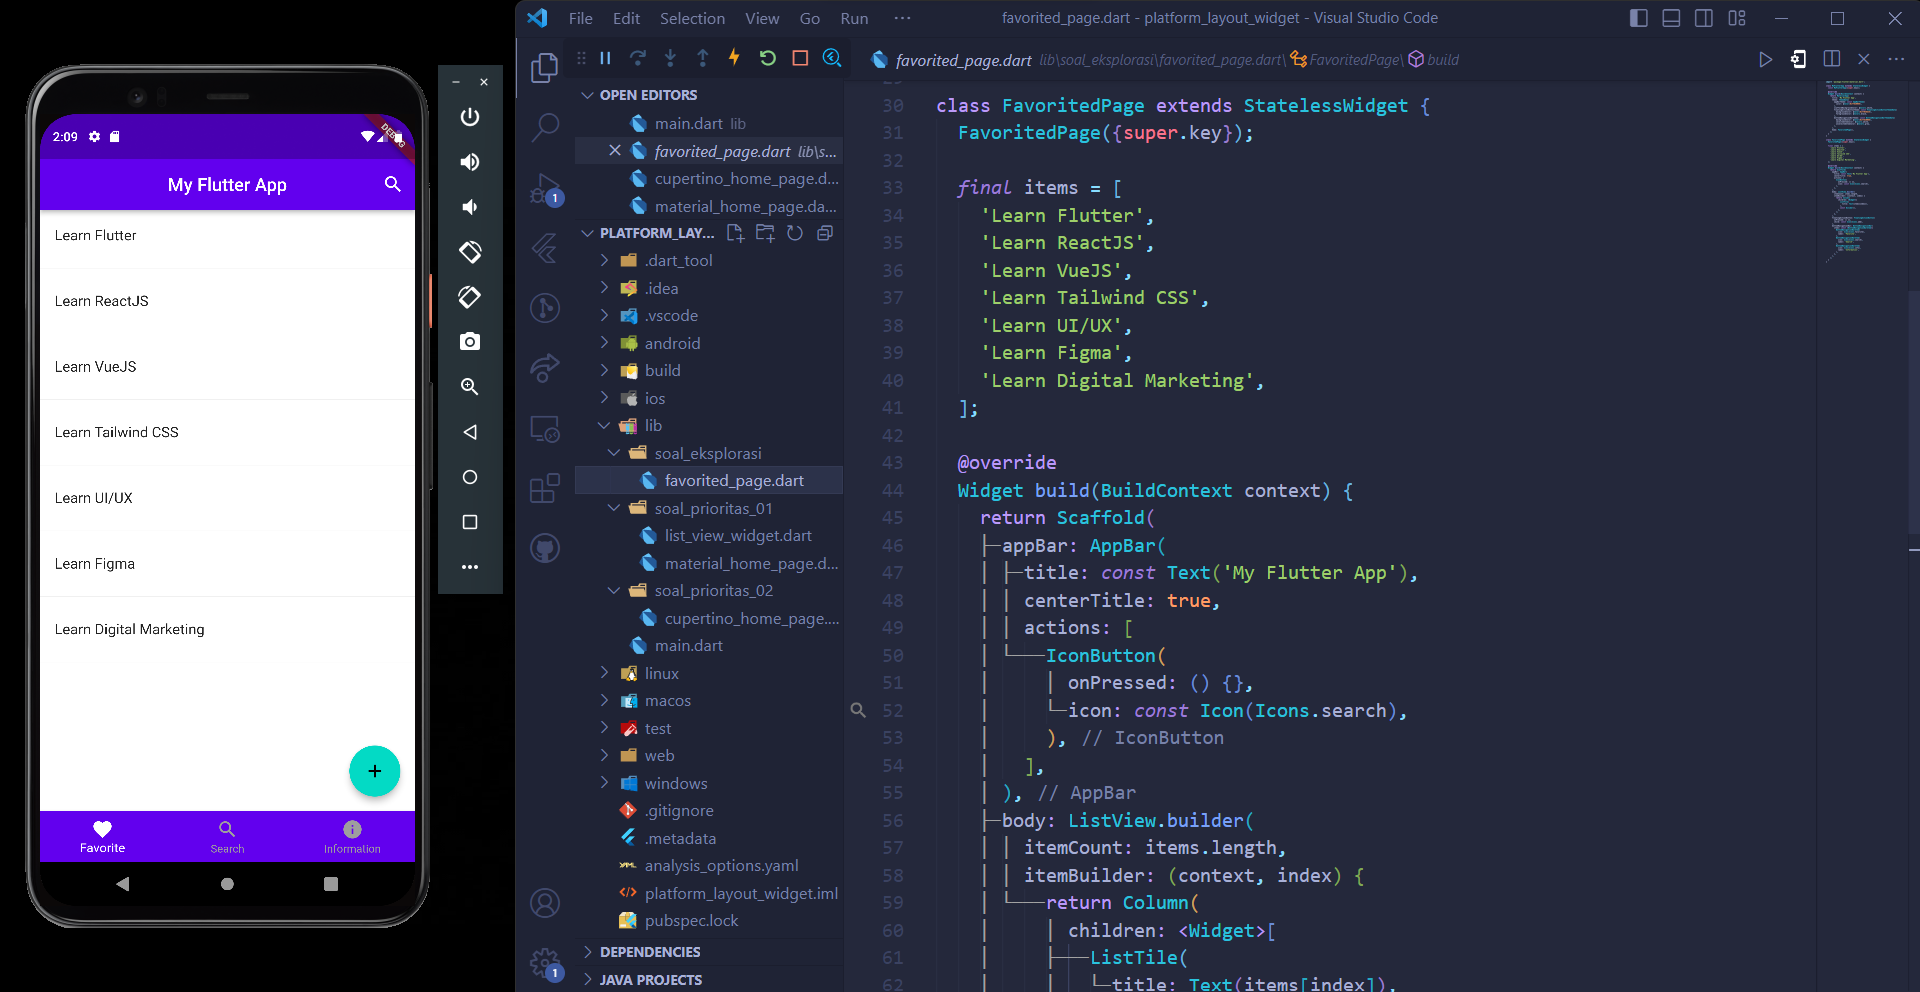 2:09
DEBUG
My Flutter App
Learn Flutter
Learn ReactJS
Learn VueJS
Learn Tailwind CSS
Learn UI/UX
Learn Figma
Learn Digital Marketing
Favorite
Search
Information
File Edit Selection View Go Run ···
favorited_page.dart - platform_layout_widget - Visual Studio Code
1
1
OPEN EDITORS
main.dart lib
favorited_page.dart lib\s...
cupertino_home_page.d...
material_home_page.da...
PLATFORM_LAY...
.dart_tool
.idea
.vscode
android
build
ios
lib
soal_eksplorasi
favorited_page.dart
soal_prioritas_01
list_view_widget.dart
material_home_page.d...
soal_prioritas_02
cupertino_home_page....
main.dart
linux
macos
test
web
windows
.gitignore
.metadata
analysis_options.yaml
platform_layout_widget.iml
pubspec.lock
DEPENDENCIES
JAVA PROJECTS
favorited_page.dart lib\soal_eksplorasi\favorited_page.dart\ FavoritedPage\ build
30 class FavoritedPage extends StatelessWidget {
31 FavoritedPage({super.key});
32
33 final items = [
34 'Learn Flutter',
35 'Learn ReactJS',
36 'Learn VueJS',
37 'Learn Tailwind CSS',
38 'Learn UI/UX',
39 'Learn Figma',
40 'Learn Digital Marketing',
41 ];
42
43 @override
44 Widget build(BuildContext context) {
45 return Scaffold(
46 appBar: AppBar(
47 title: const Text('My Flutter App'),
48 centerTitle: true,
49 actions: [
50 IconButton(
51 onPressed: () {},
52 icon: const Icon(Icons.search),
53 ), // IconButton
54 ],
55 ), // AppBar
56 body: ListView.builder(
57 itemCount: items.length,
58 itemBuilder: (context, index) {
59 return Column(
60 children: <Widget>[
61 ListTile(
62 title: Text(items[index]),